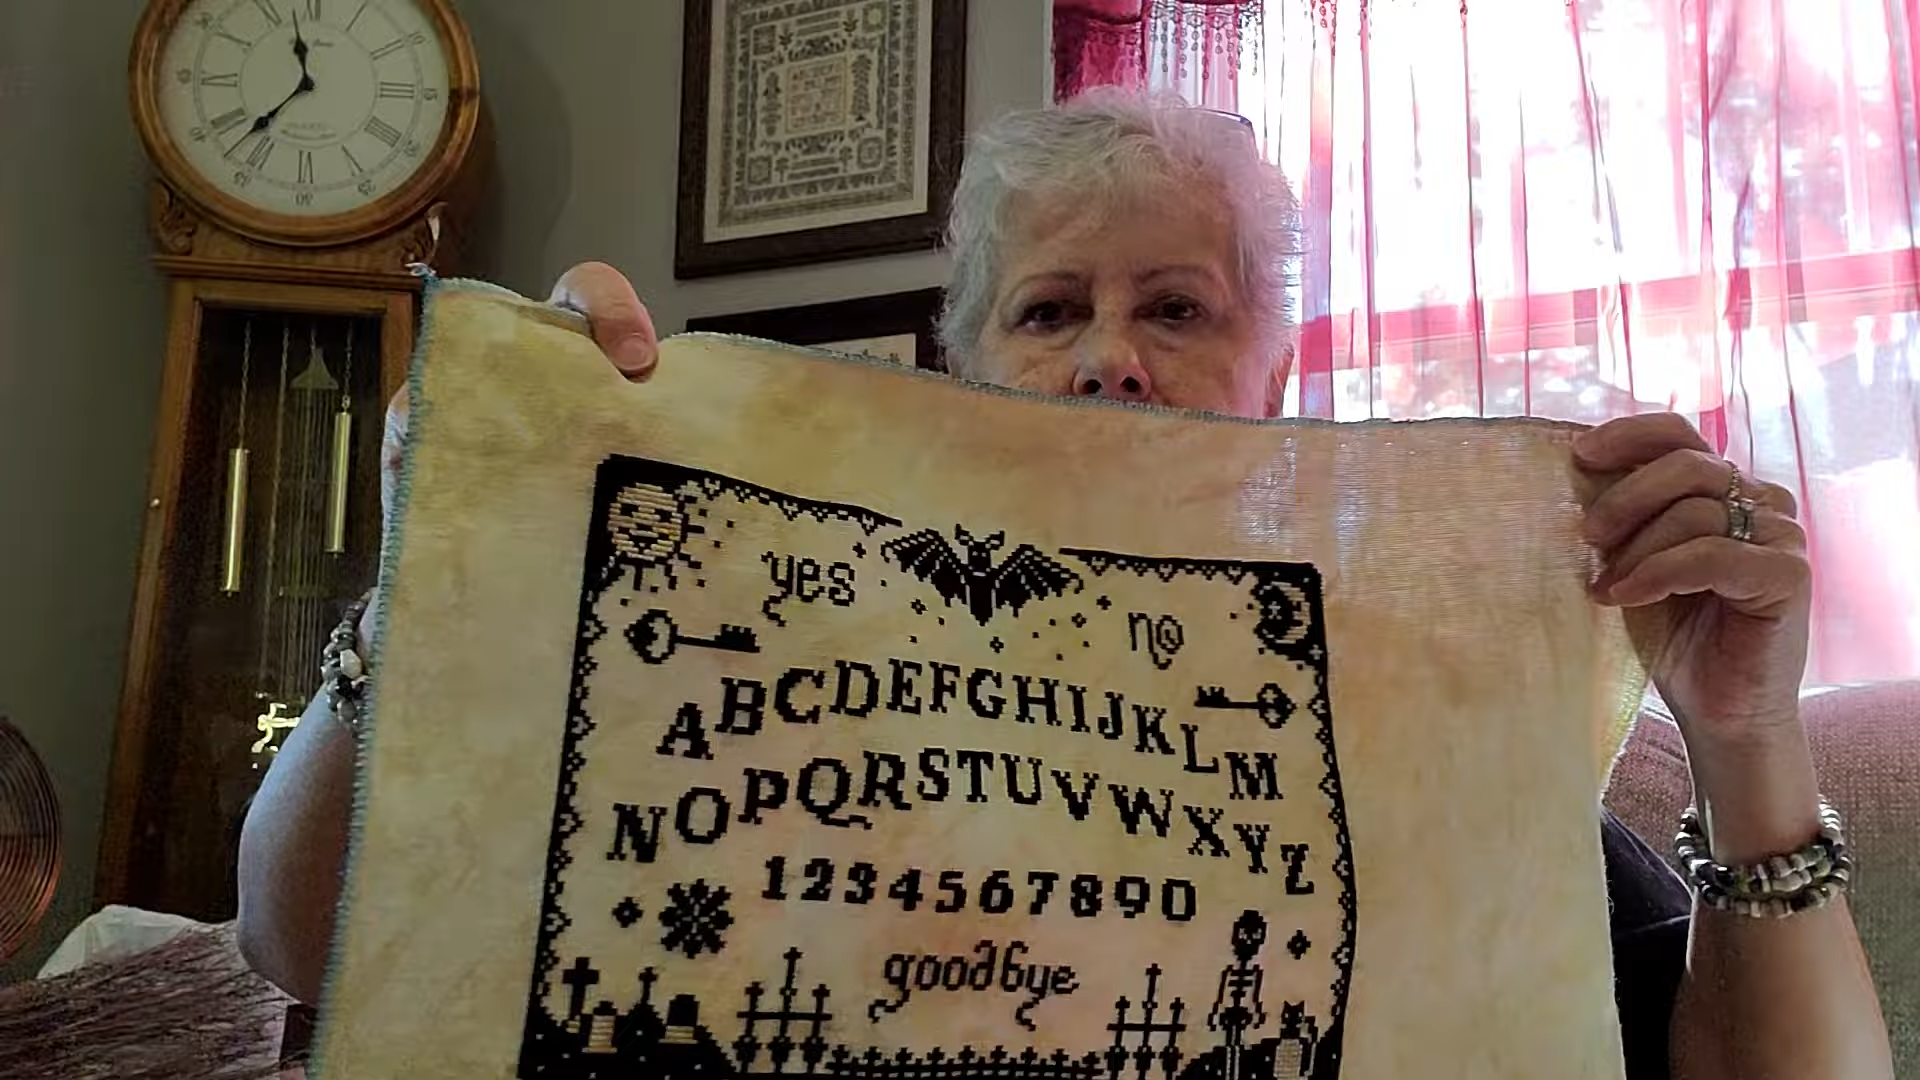 yes
no
ABCDEFGHIJKLM
NOPQRSTUVWXYZ
1234567890
goodbye